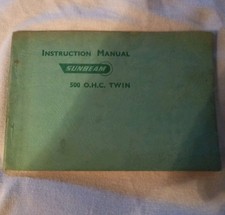 INSTRUCTION MANUAL
SUNBEAM
500 O.H.C. TWIN